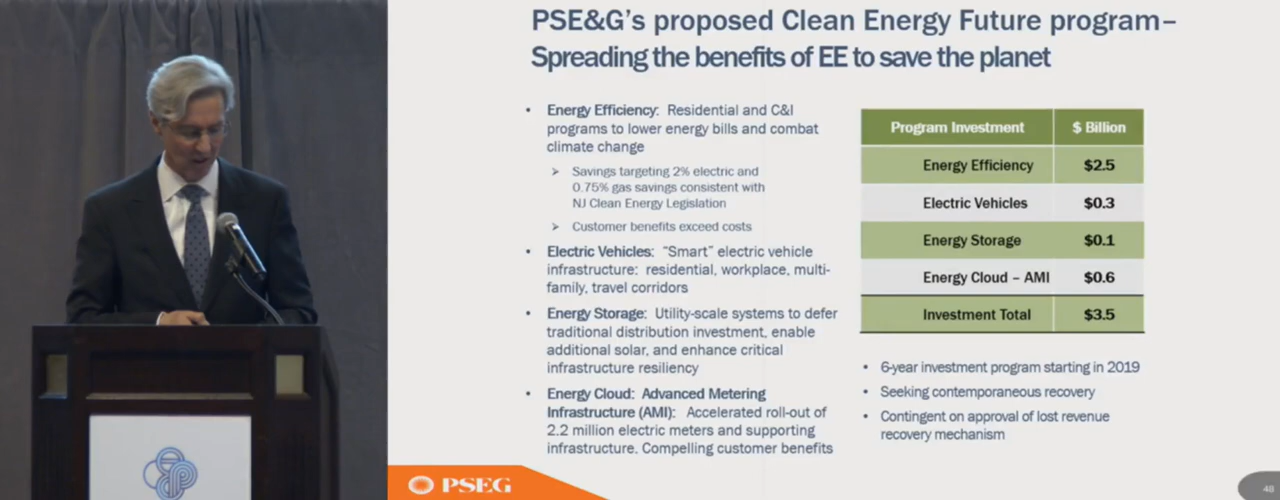 PSE&G's proposed Clean Energy Future program–
Spreading the benefits of EE to save the planet
• Energy Efficiency: Residential and C&I
programs to lower energy bills and combat
climate change
➢ Savings targeting 2% electric and
0.75% gas savings consistent with
NJ Clean Energy Legislation
➢ Customer benefits exceed costs
• Electric Vehicles: "Smart" electric vehicle
infrastructure: residential, workplace, multi-
family, travel corridors
• Energy Storage: Utility-scale systems to defer
traditional distribution investment, enable
additional solar, and enhance critical
infrastructure resiliency
• Energy Cloud: Advanced Metering
Infrastructure (AMI): Accelerated roll-out of
2.2 million electric meters and supporting
infrastructure. Compelling customer benefits
Program Investment $ Billion
Energy Efficiency $2.5
Electric Vehicles $0.3
Energy Storage $0.1
Energy Cloud – AMI $0.6
Investment Total $3.5
• 6-year investment program starting in 2019
• Seeking contemporaneous recovery
• Contingent on approval of lost revenue
recovery mechanism
PSEG
48